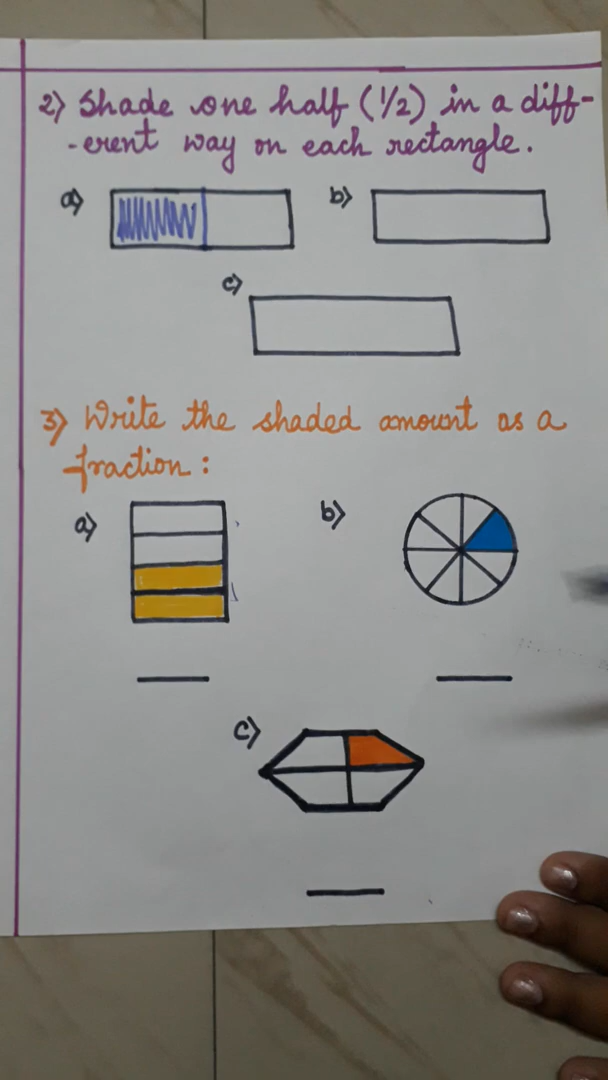 2) Shade one half (1/2) in a diff-
-erent way on each rectangle.
a) b)
c)
3) Write the shaded amount as a
fraction :
a) b)
c)